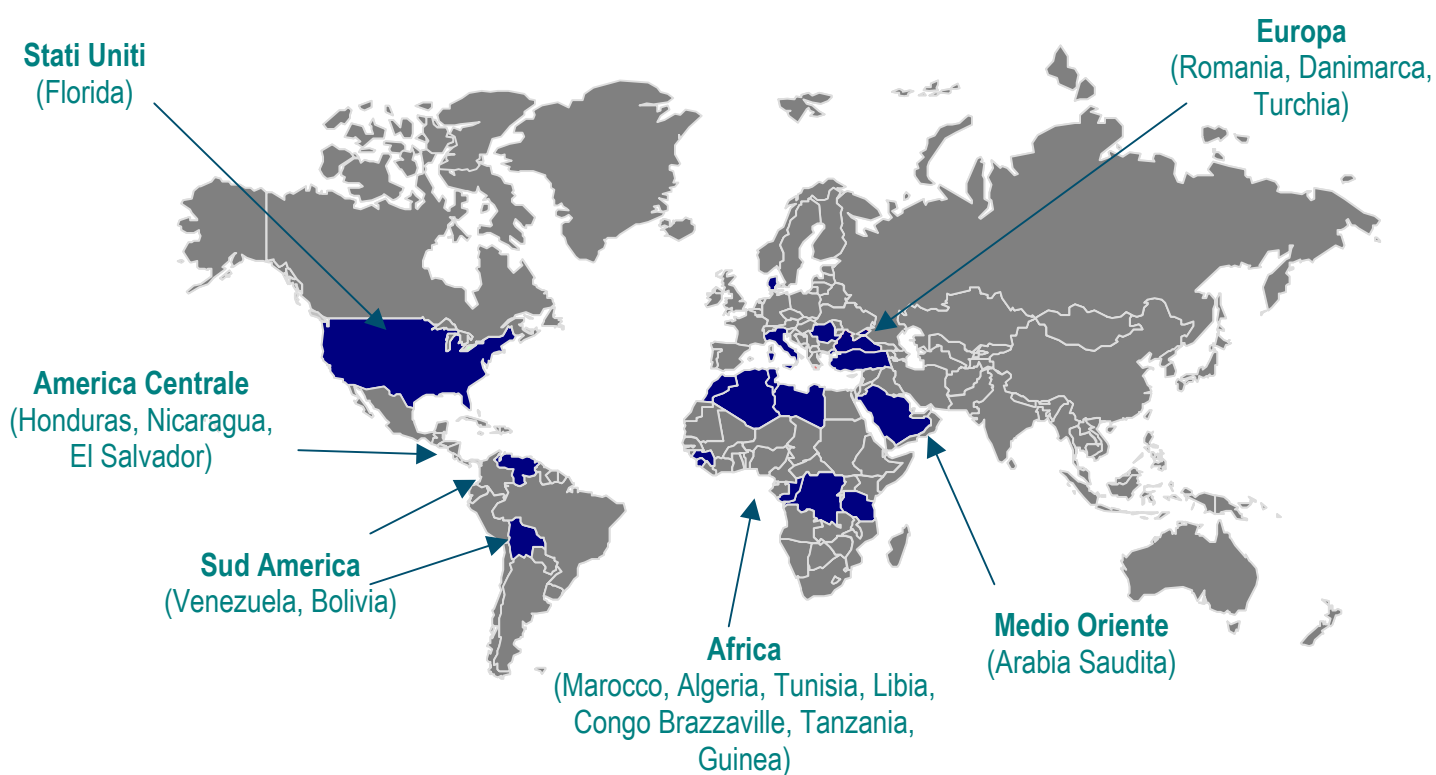 Stati Uniti
(Florida)
Europa
(Romania, Danimarca,
Turchia)
America Centrale
(Honduras, Nicaragua,
El Salvador)
Sud America
(Venezuela, Bolivia)
Africa
(Marocco, Algeria, Tunisia, Libia,
Congo Brazzaville, Tanzania,
Guinea)
Medio Oriente
(Arabia Saudita)